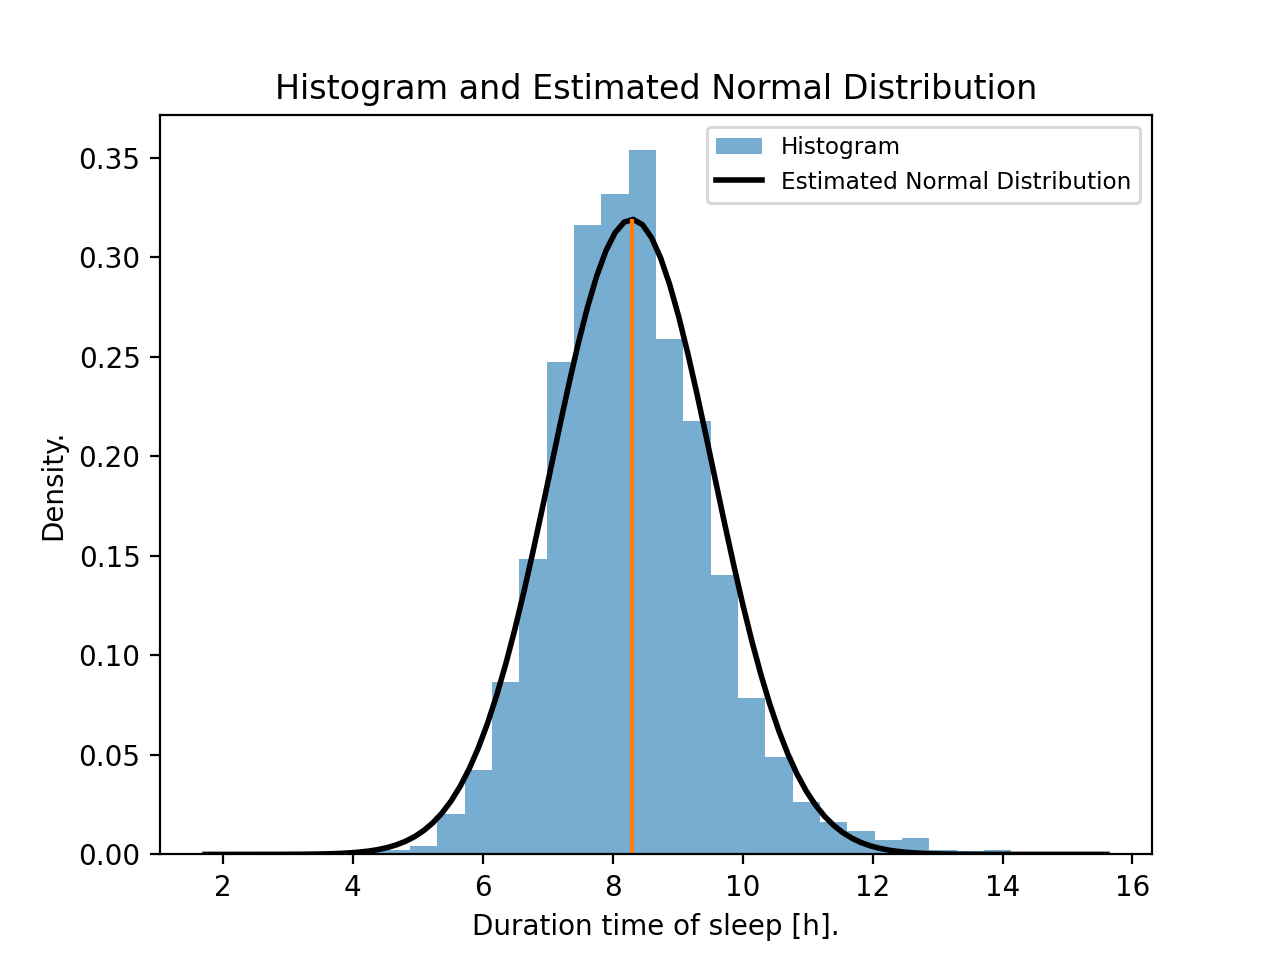 Histogram and Estimated Normal Distribution
Histogram
Estimated Normal Distribution
0.35
0.30
0.25
0.20
0.15
0.10
0.05
0.00
Density.
2 4 6 8 10 12 14 16
Duration time of sleep [h].